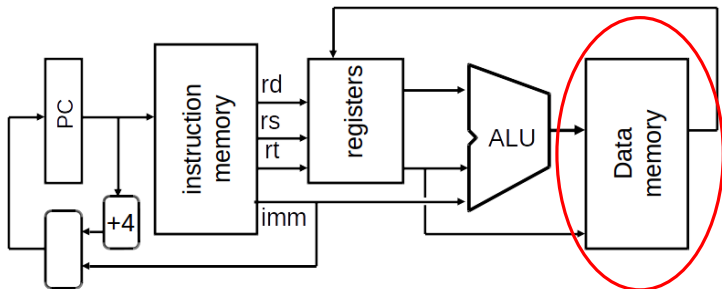 PC
+4
instruction
memory
rd
rs
rt
imm
registers
ALU
Data
memory